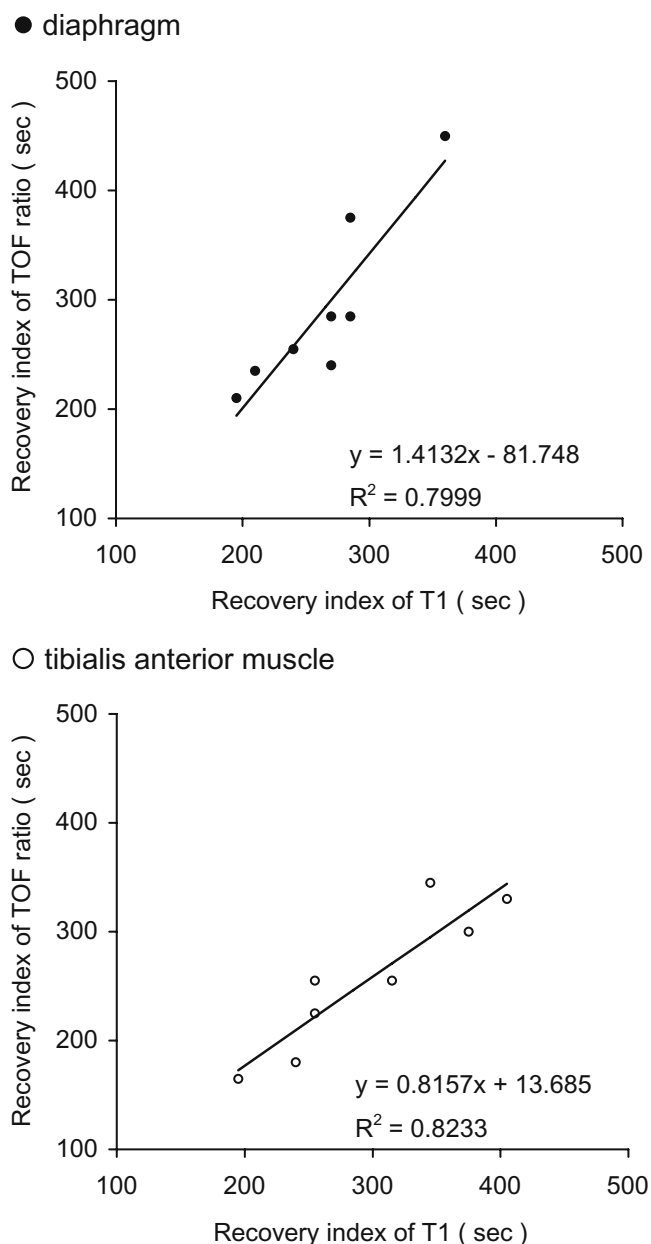 ● diaphragm
500
400
300
200
100
Recovery index of TOF ratio ( sec )
y = 1.4132x - 81.748
R² = 0.7999
100 200 300 400 500
Recovery index of T1 ( sec )
○ tibialis anterior muscle
500
400
300
200
100
Recovery index of TOF ratio ( sec )
y = 0.8157x + 13.685
R² = 0.8233
100 200 300 400 500
Recovery index of T1 ( sec )